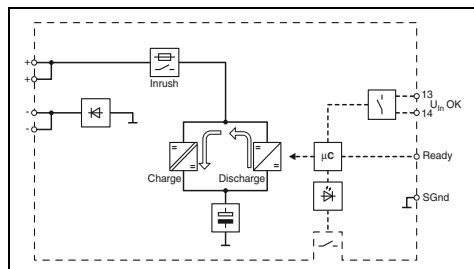 +
+
Inrush
-
-
13
U_In OK
14
Charge
Discharge
µC
Ready
SGnd